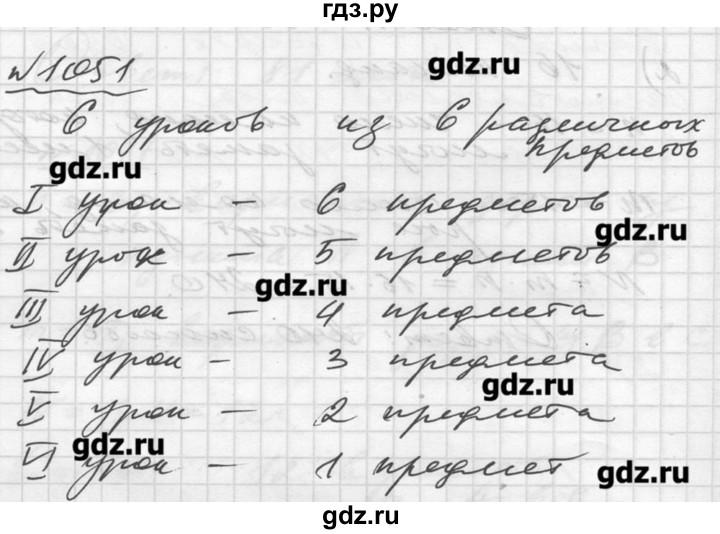 гдз.ру
№1051
gdz.ru
6 уроков из 6 различных
предметов
gdz.ru
I урок – 6 предметов
gdz.ru
II урок – 5 предметов
gdz.ru
III урок – 4 предмета
IV урок – 3 предмета
gdz.ru
V урок – 2 предмета
gdz.ru
VI урок – 1 предмет
gdz.ru
gdz.ru